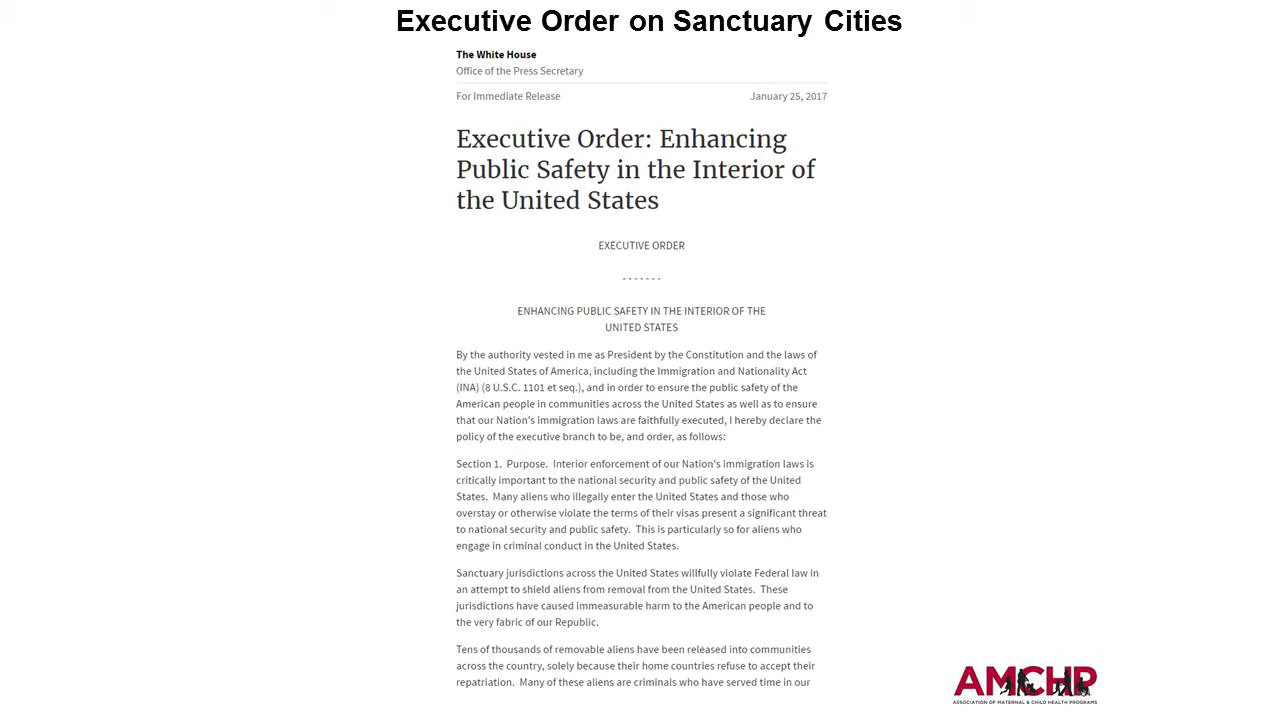 Executive Order on Sanctuary Cities
The White House
Office of the Press Secretary
For Immediate Release January 25, 2017
Executive Order: Enhancing
Public Safety in the Interior of
the United States
EXECUTIVE ORDER
- - - - - - -
ENHANCING PUBLIC SAFETY IN THE INTERIOR OF THE
UNITED STATES
By the authority vested in me as President by the Constitution and the laws of
the United States of America, including the Immigration and Nationality Act
(INA) (8 U.S.C. 1101 et seq.), and in order to ensure the public safety of the
American people in communities across the United States as well as to ensure
that our Nation's immigration laws are faithfully executed, I hereby declare the
policy of the executive branch to be, and order, as follows:
Section 1.  Purpose.  Interior enforcement of our Nation's immigration laws is
critically important to the national security and public safety of the United
States.  Many aliens who illegally enter the United States and those who
overstay or otherwise violate the terms of their visas present a significant threat
to national security and public safety.  This is particularly so for aliens who
engage in criminal conduct in the United States.
Sanctuary jurisdictions across the United States willfully violate Federal law in
an attempt to shield aliens from removal from the United States.  These
jurisdictions have caused immeasurable harm to the American people and to
the very fabric of our Republic.
Tens of thousands of removable aliens have been released into communities
across the country, solely because their home countries refuse to accept their
repatriation.  Many of these aliens are criminals who have served time in our
AMCHP
ASSOCIATION OF MATERNAL & CHILD HEALTH PROGRAMS